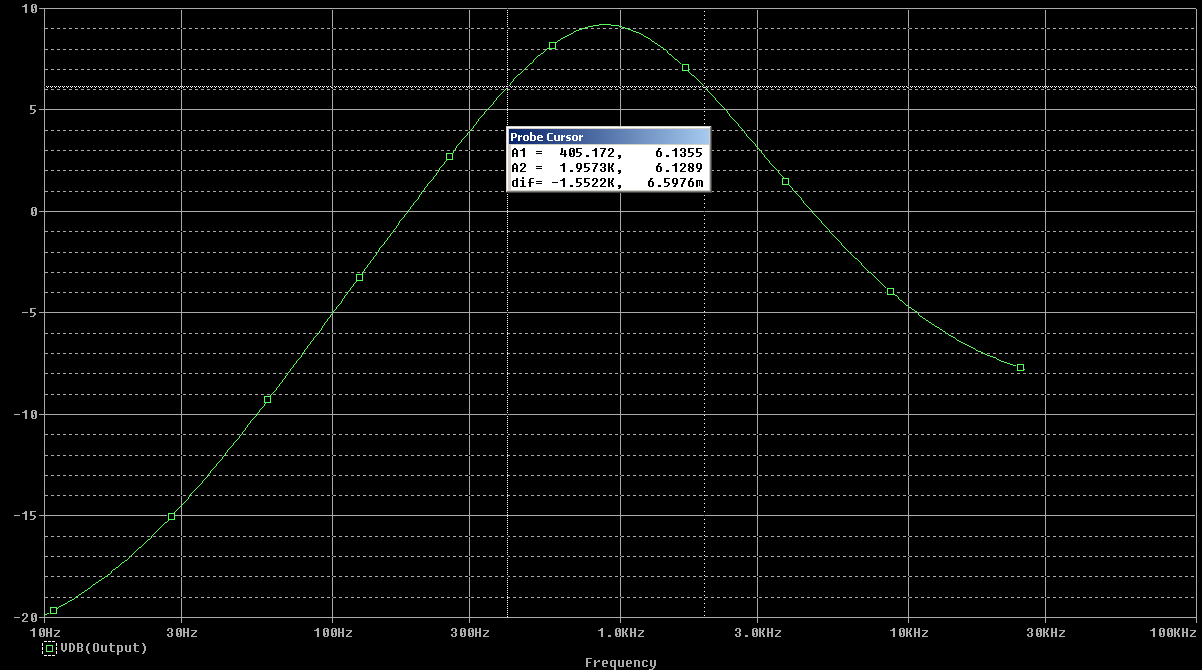 10
5
0
-5
-10
-15
-20
Probe Cursor
A1 = 405.172, 6.1355
A2 = 1.9573K, 6.1289
dif= -1.5522K, 6.5976m
10Hz 30Hz 100Hz 300Hz 1.0KHz 3.0KHz 10KHz 30KHz 100KHz
VDB(Output)
Frequency